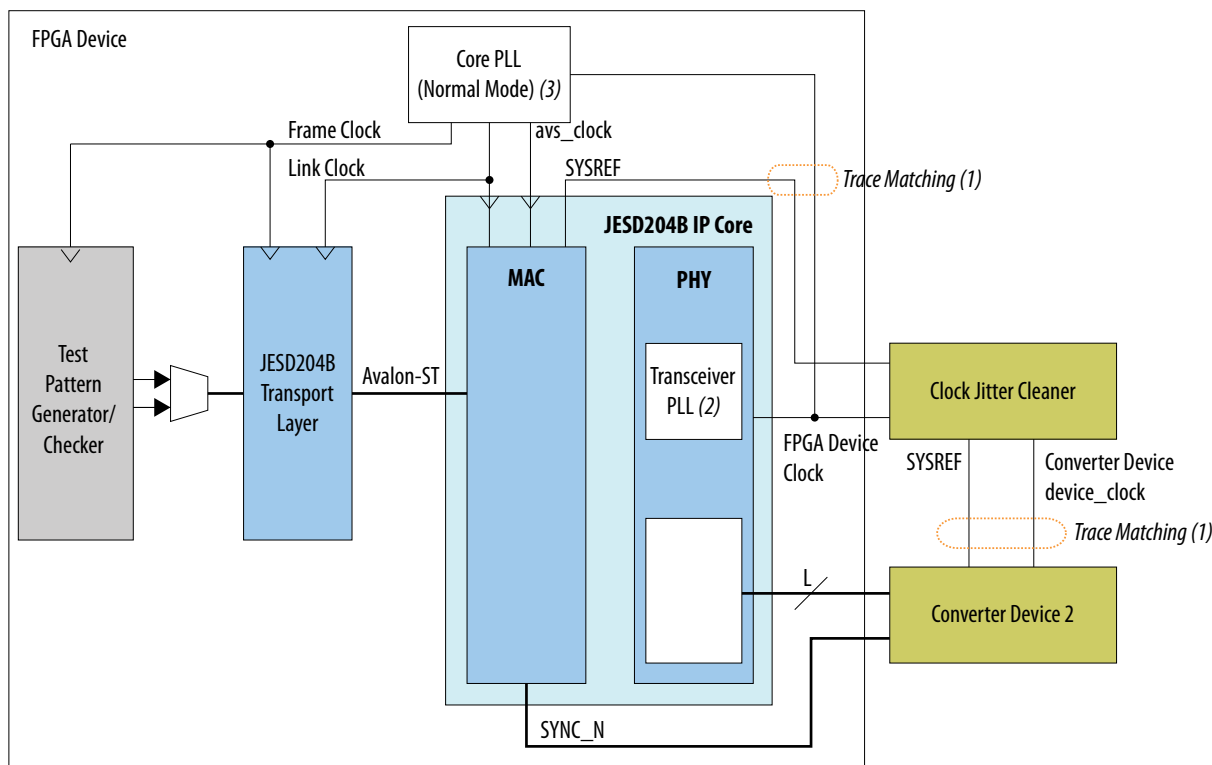 FPGA Device
Core PLL
(Normal Mode) (3)
Frame Clock
avs_clock
Link Clock
SYSREF
Trace Matching (1)
JESD204B IP Core
MAC
PHY
Test
Pattern
Generator/
Checker
JESD204B
Transport
Layer
Avalon-ST
Transceiver
PLL (2)
Clock Jitter Cleaner
FPGA Device
Clock
SYSREF
Converter Device
device_clock
Trace Matching (1)
L
Converter Device 2
SYNC_N